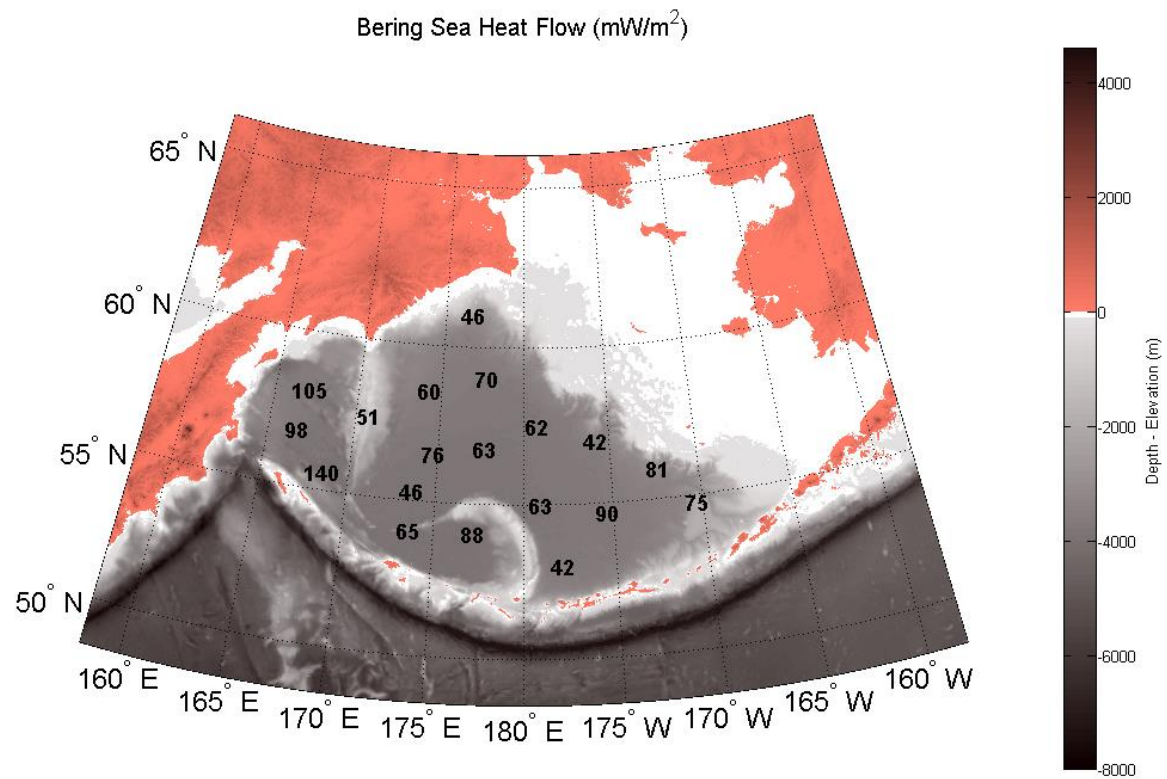 Bering Sea Heat Flow (mW/m²)
65° N
60° N
55° N
50° N
160° E
165° E
170° E
175° E
180° E
175° W
170° W
165° W
160° W
46
105
60
70
51
98
62
42
76
63
81
140
46
63
75
90
65
88
42
4000
2000
0
-2000
-4000
-6000
-8000
Depth - Elevation (m)